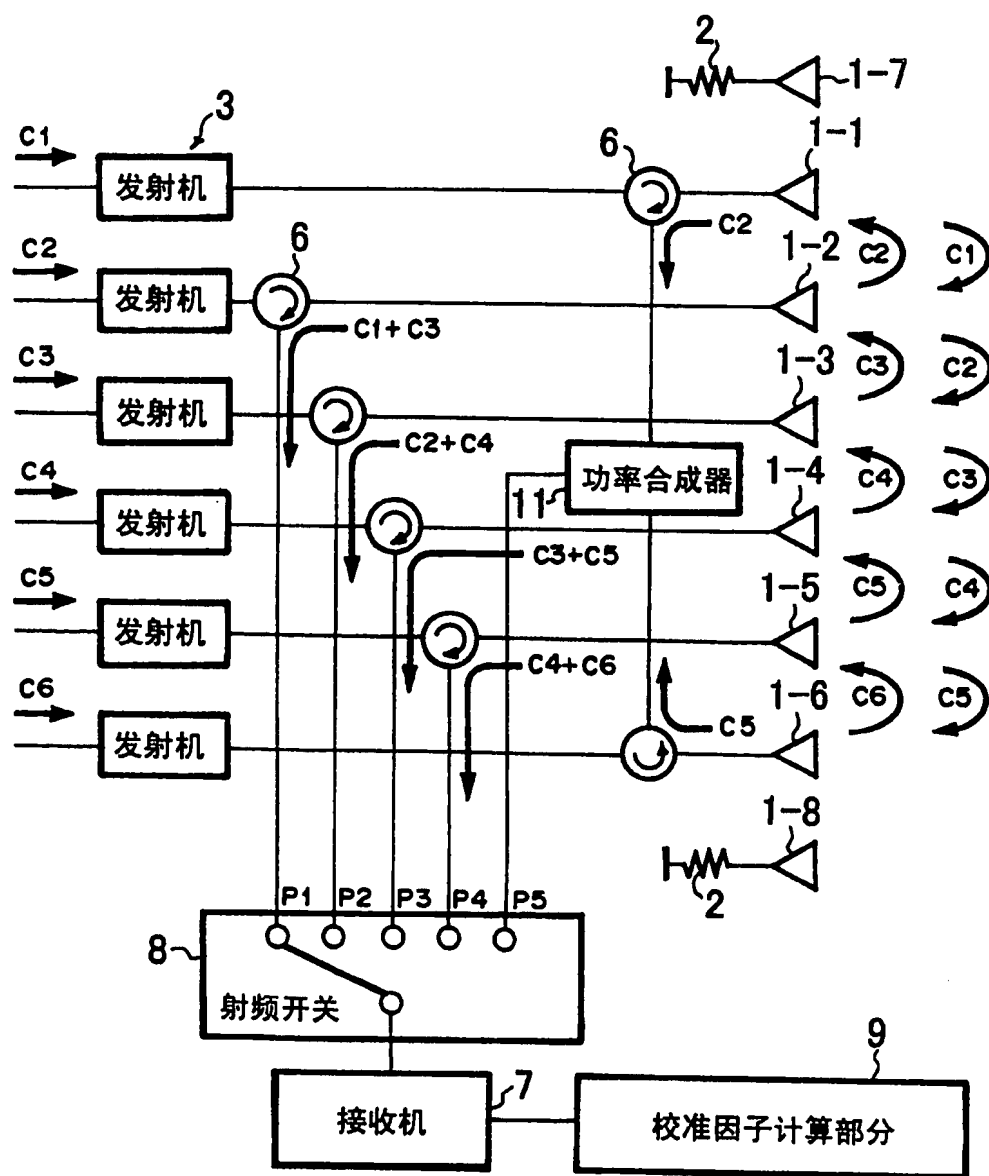 2
1-7
3
1-1
C1
发射机
6
C2
1-2
C2
C1
C2
发射机
6
C1+C3
1-3
C3
C2
C3
发射机
C2+C4
功率合成器
11
1-4
C4
C3
C4
发射机
C3+C5
1-5
C5
C4
C5
发射机
C4+C6
1-6
C6
C5
C6
发射机
C5
1-8
2
P1
P2
P3
P4
P5
8
射频开关
7
接收机
9
校准因子计算部分